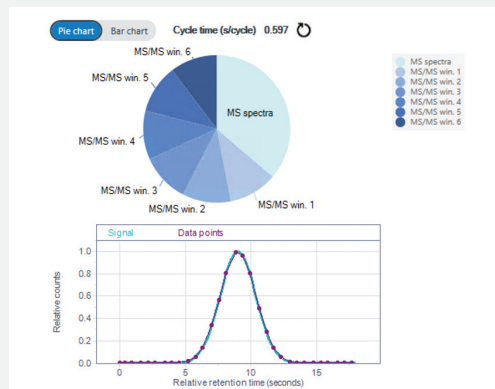 Pie chart Bar chart Cycle time (s/cycle) 0.597
MS/MS win. 6
MS/MS win. 5
MS/MS win. 4
MS/MS win. 3
MS/MS win. 2
MS/MS win. 1
MS spectra
MS spectra
MS/MS win. 1
MS/MS win. 2
MS/MS win. 3
MS/MS win. 4
MS/MS win. 5
MS/MS win. 6
Signal Data points
Relative counts
1.0
0.8
0.6
0.4
0.2
0.0
0 5 10 15
Relative retention time (seconds)